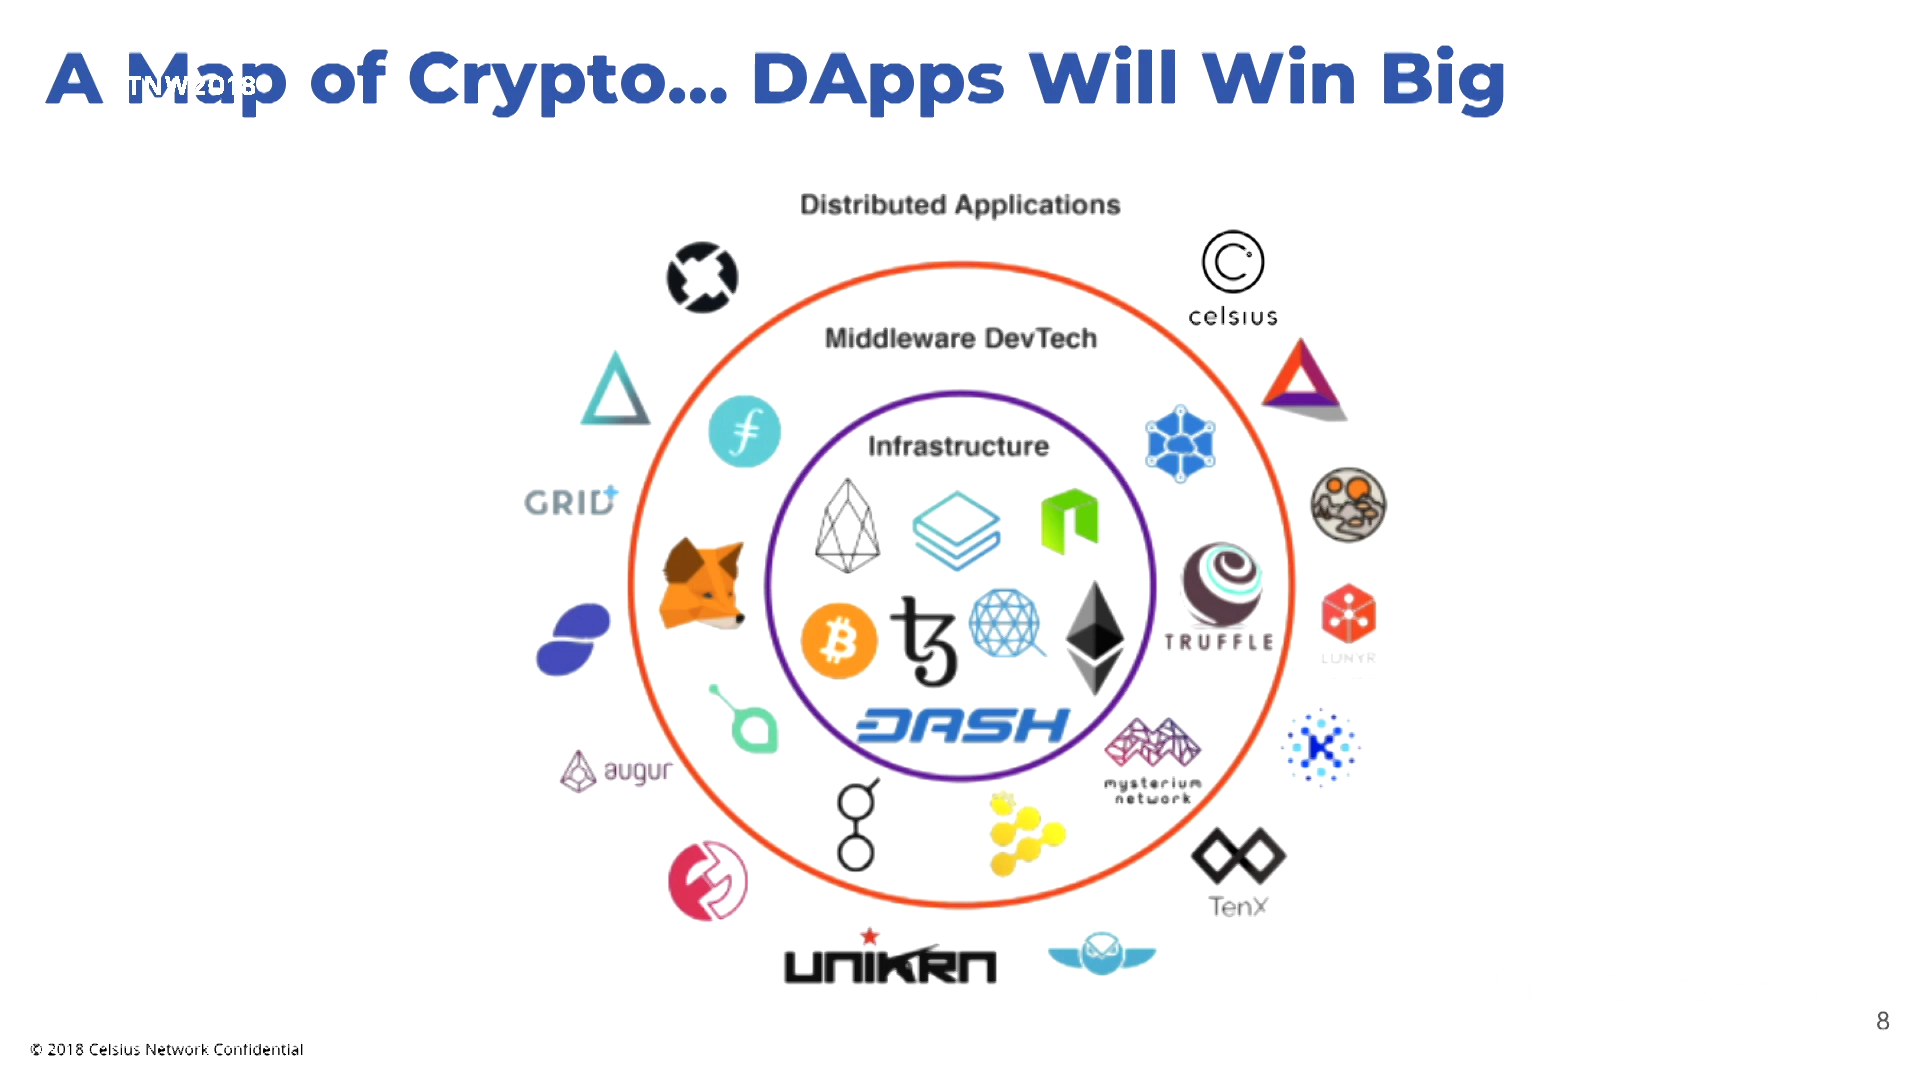 A Map of Crypto... DApps Will Win Big
TNW2018
Distributed Applications
celsius
Middleware DevTech
Infrastructure
GRID+
TRUFFLE
LUNYR
DASH
augur
mysterium
network
TenX
UNIKRN
8
© 2018 Celsius Network Confidential